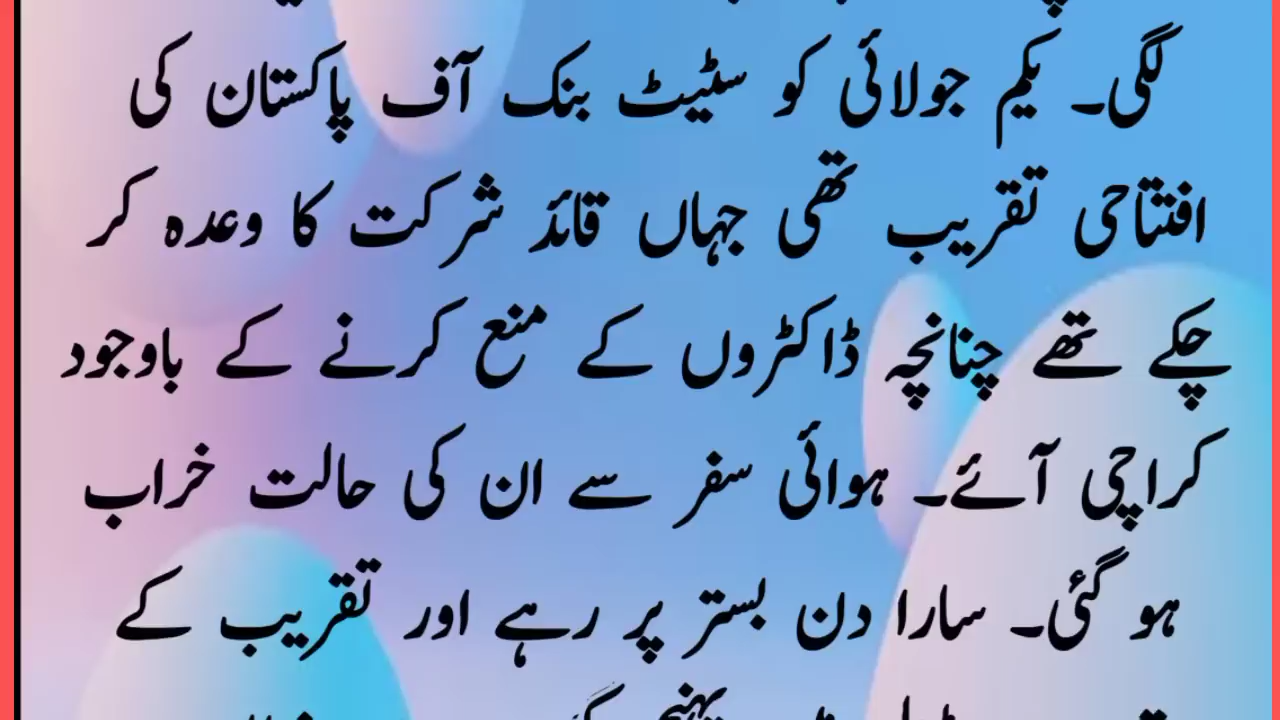 لگی۔ یکم جولائی کو سٹیٹ بنک آف پاکستان کی
افتتاحی تقریب تھی جہاں قائد شرکت کا وعدہ کر
چکے تھے چنانچہ ڈاکٹروں کے منع کرنے کے باوجود
کراچی آئے۔ ہوائی سفر سے ان کی حالت خراب
ہو گئی۔ سارا دن بستر پر رہے اور تقریب کے